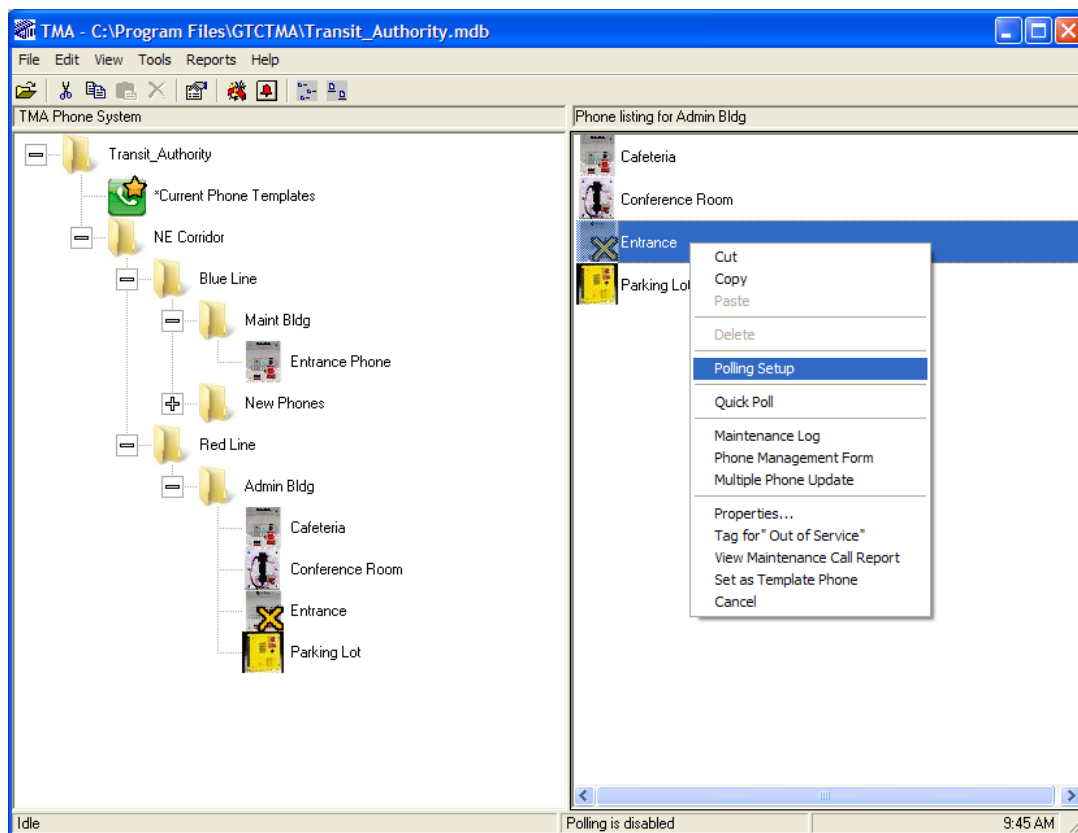 TMA - C:\Program Files\GTCTMA\Transit_Authority.mdb
File Edit View Tools Reports Help
TMA Phone System
Transit_Authority
*Current Phone Templates
NE Corridor
Blue Line
Maint Bldg
Entrance Phone
New Phones
Red Line
Admin Bldg
Cafeteria
Conference Room
Entrance
Parking Lot
Phone listing for Admin Bldg
Cafeteria
Conference Room
Entrance
Parking Lot
Cut
Copy
Paste
Delete
Polling Setup
Quick Poll
Maintenance Log
Phone Management Form
Multiple Phone Update
Properties...
Tag for" Out of Service"
View Maintenance Call Report
Set as Template Phone
Cancel
Idle
Polling is disabled
9:45 AM